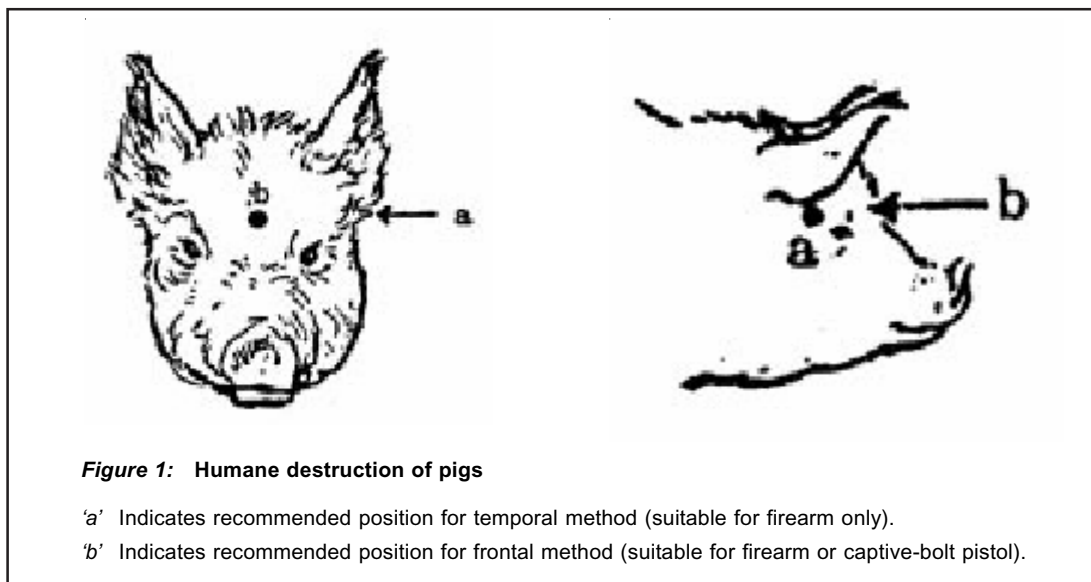 b
a
b
a
Figure 1: Humane destruction of pigs
‘a’ Indicates recommended position for temporal method (suitable for firearm only).
‘b’ Indicates recommended position for frontal method (suitable for firearm or captive-bolt pistol).